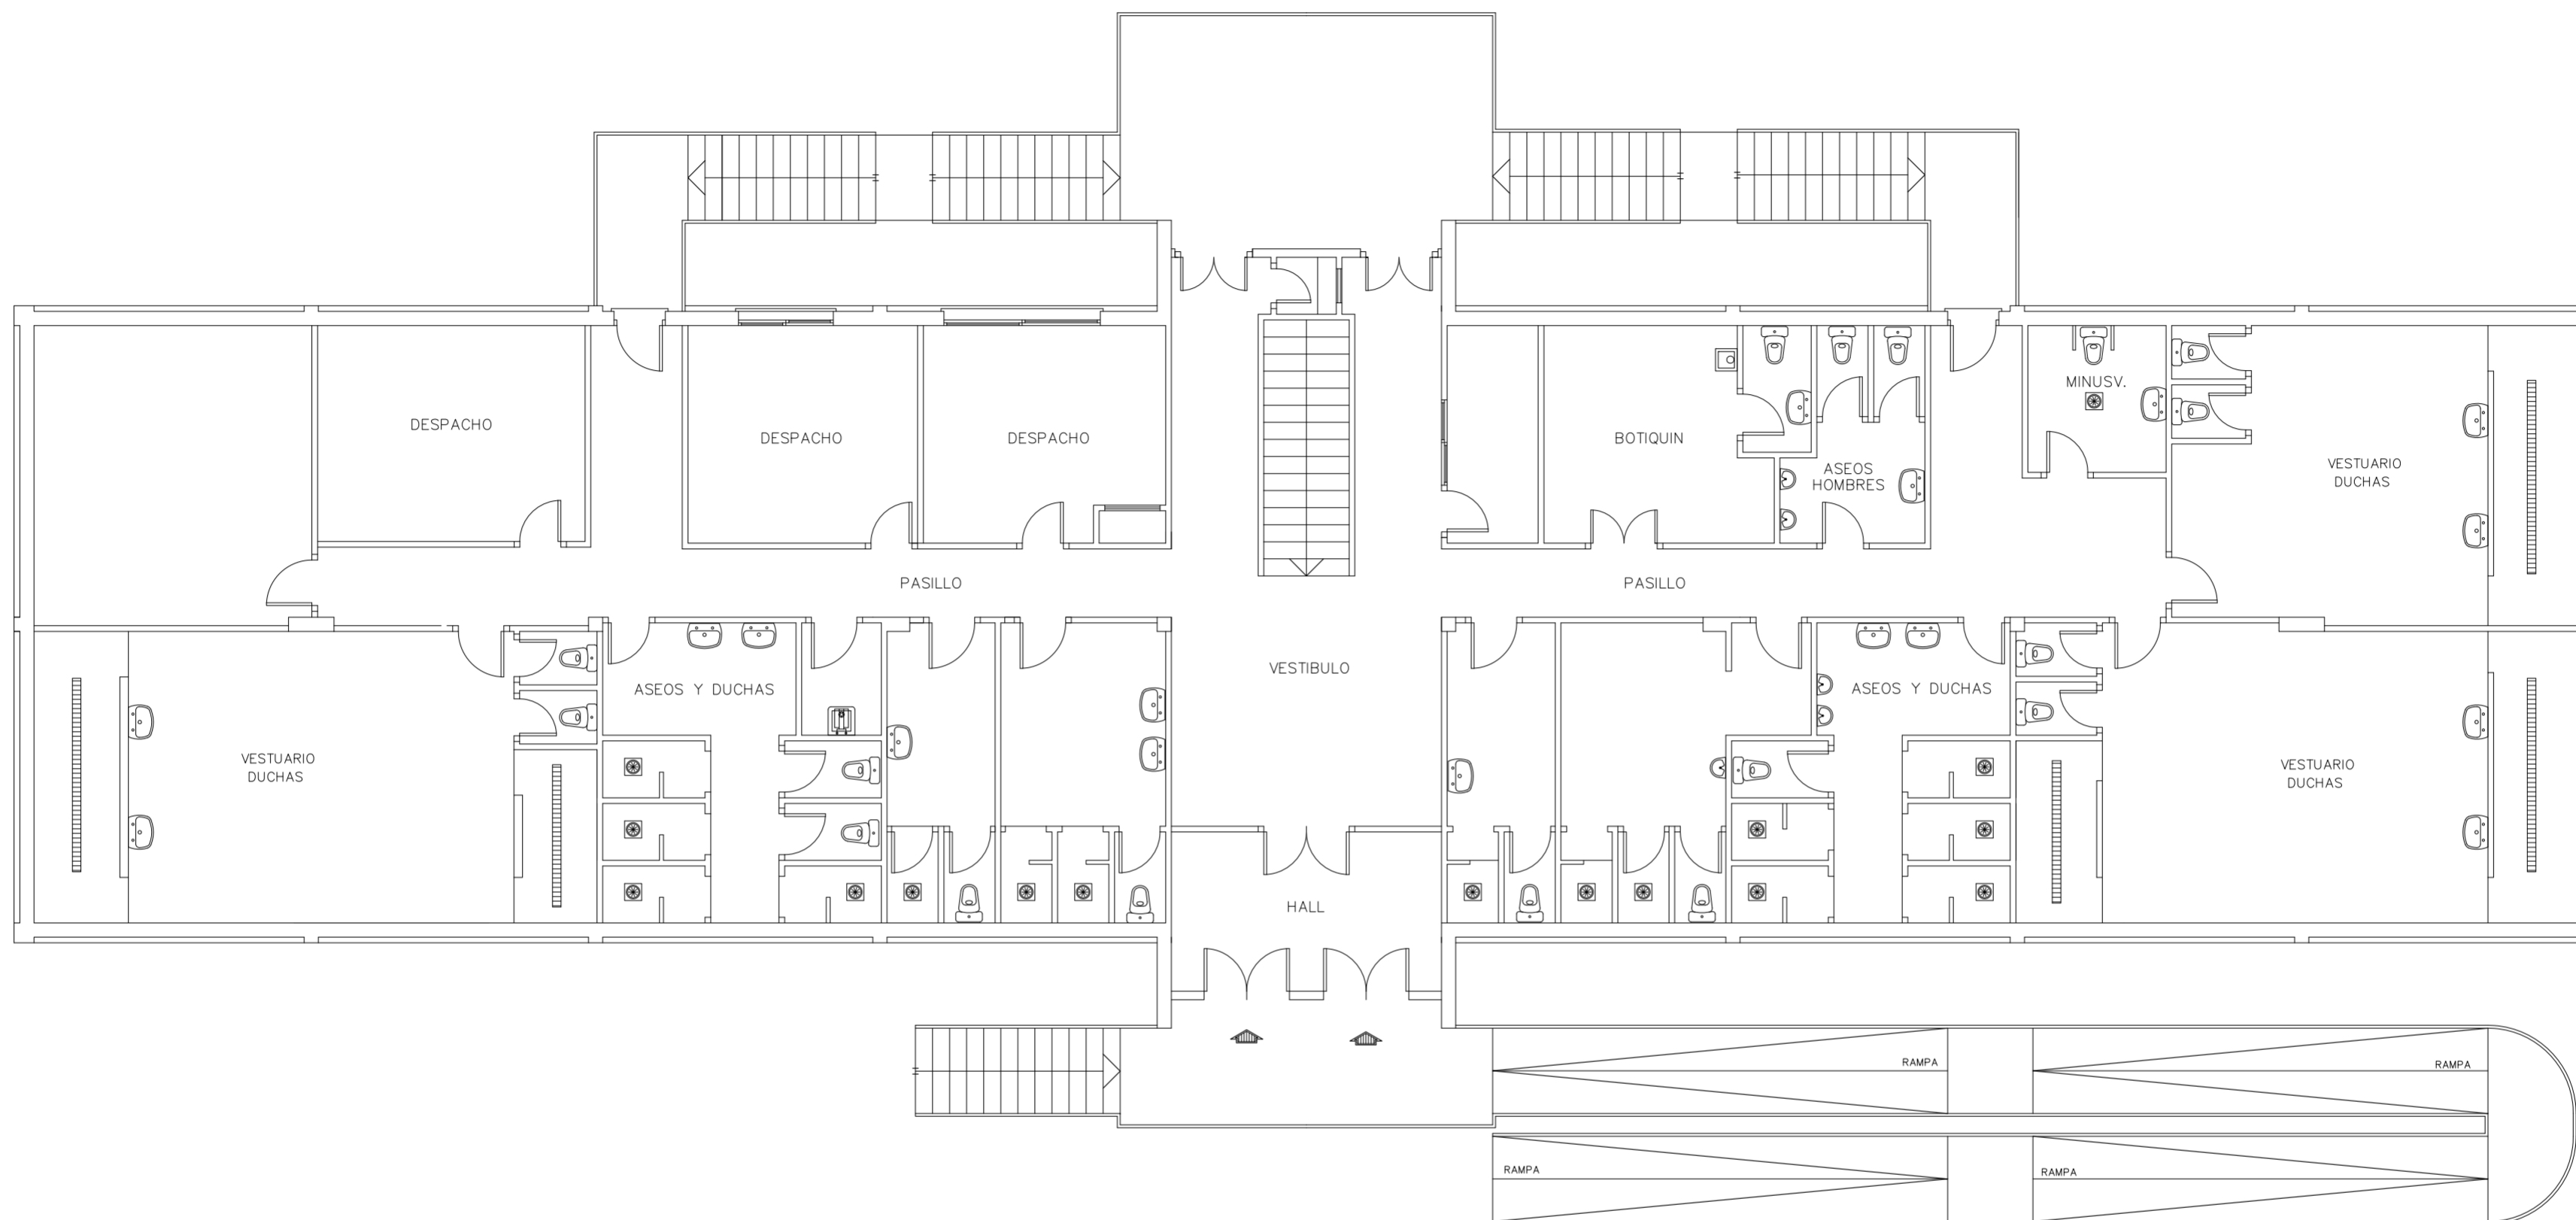 MINUSV.
DESPACHO
DESPACHO
DESPACHO
BOTIQUIN
ASEOS
HOMBRES
VESTUARIO
DUCHAS
PASILLO
PASILLO
VESTIBULO
ASEOS Y DUCHAS
ASEOS Y DUCHAS
VESTUARIO
DUCHAS
VESTUARIO
DUCHAS
HALL
RAMPA
RAMPA
RAMPA
RAMPA